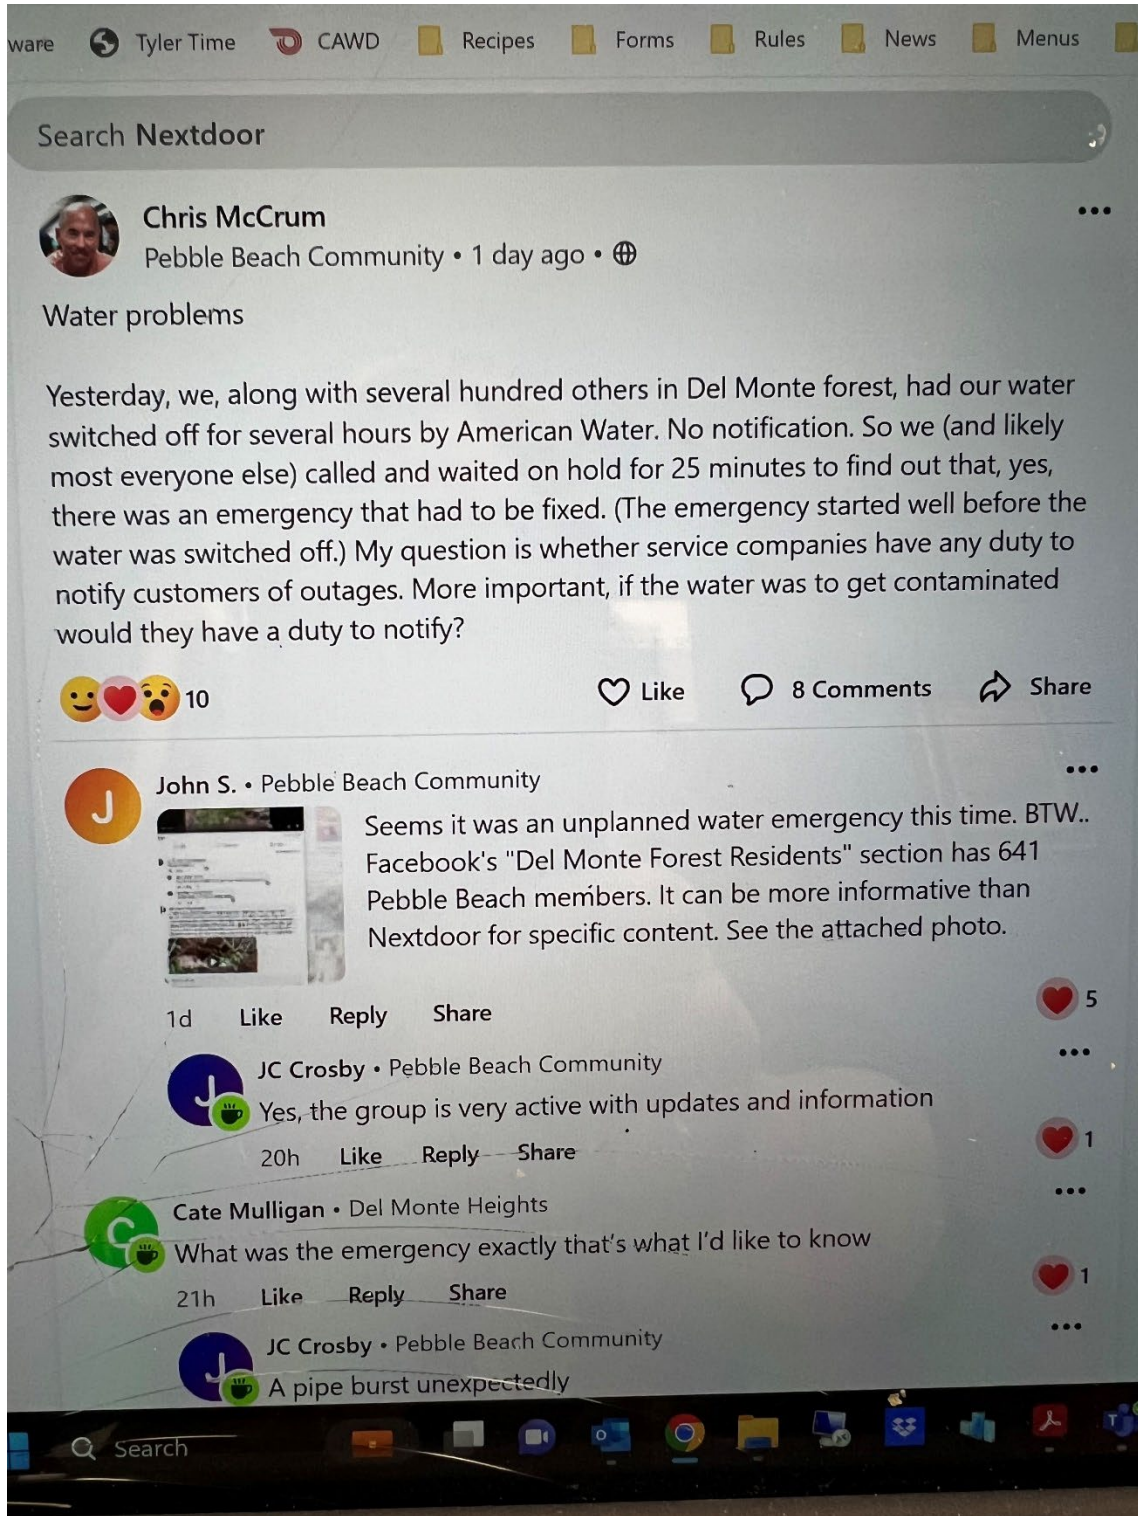 ware Tyler Time CAWD Recipes Forms Rules News Menus
Search Nextdoor
Chris McCrum
Pebble Beach Community • 1 day ago •
Water problems
Yesterday, we, along with several hundred others in Del Monte forest, had our water
switched off for several hours by American Water. No notification. So we (and likely
most everyone else) called and waited on hold for 25 minutes to find out that, yes,
there was an emergency that had to be fixed. (The emergency started well before the
water was switched off.) My question is whether service companies have any duty to
notify customers of outages. More important, if the water was to get contaminated
would they have a duty to notify?
10 Like 8 Comments Share
J
John S. • Pebble Beach Community
Seems it was an unplanned water emergency this time. BTW..
Facebook's "Del Monte Forest Residents" section has 641
Pebble Beach members. It can be more informative than
Nextdoor for specific content. See the attached photo.
1d Like Reply Share 5
J
JC Crosby • Pebble Beach Community
Yes, the group is very active with updates and information
20h Like Reply Share 1
C
Cate Mulligan • Del Monte Heights
What was the emergency exactly that's what I'd like to know
21h Like Reply Share 1
J
JC Crosby • Pebble Beach Community
A pipe burst unexpectedly
Search